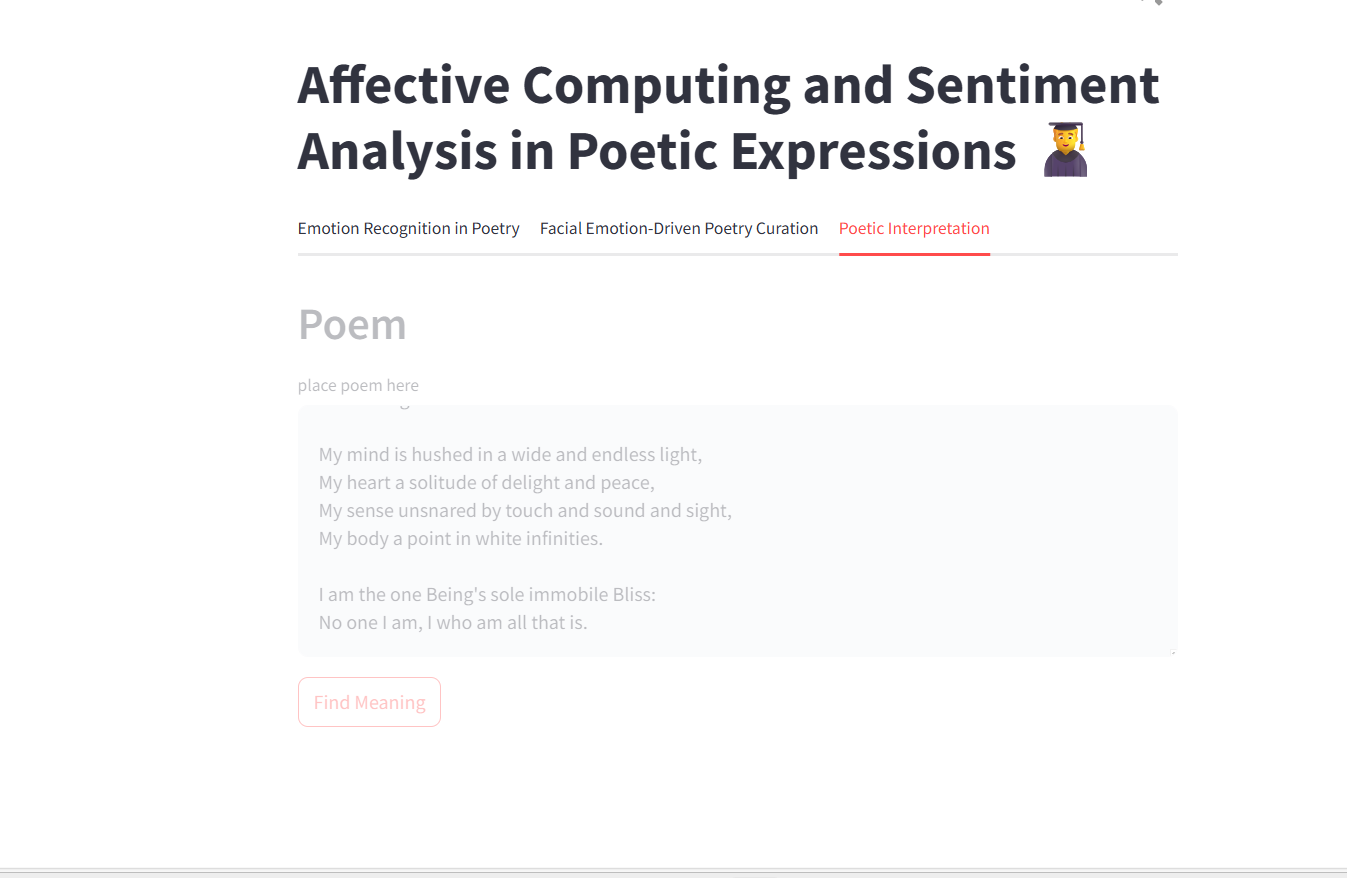 Affective Computing and Sentiment
Analysis in Poetic Expressions
Emotion Recognition in Poetry Facial Emotion-Driven Poetry Curation Poetic Interpretation
Poem
place poem here
My mind is hushed in a wide and endless light,
My heart a solitude of delight and peace,
My sense unsnared by touch and sound and sight,
My body a point in white infinities.
I am the one Being's sole immobile Bliss:
No one I am, I who am all that is.
Find Meaning